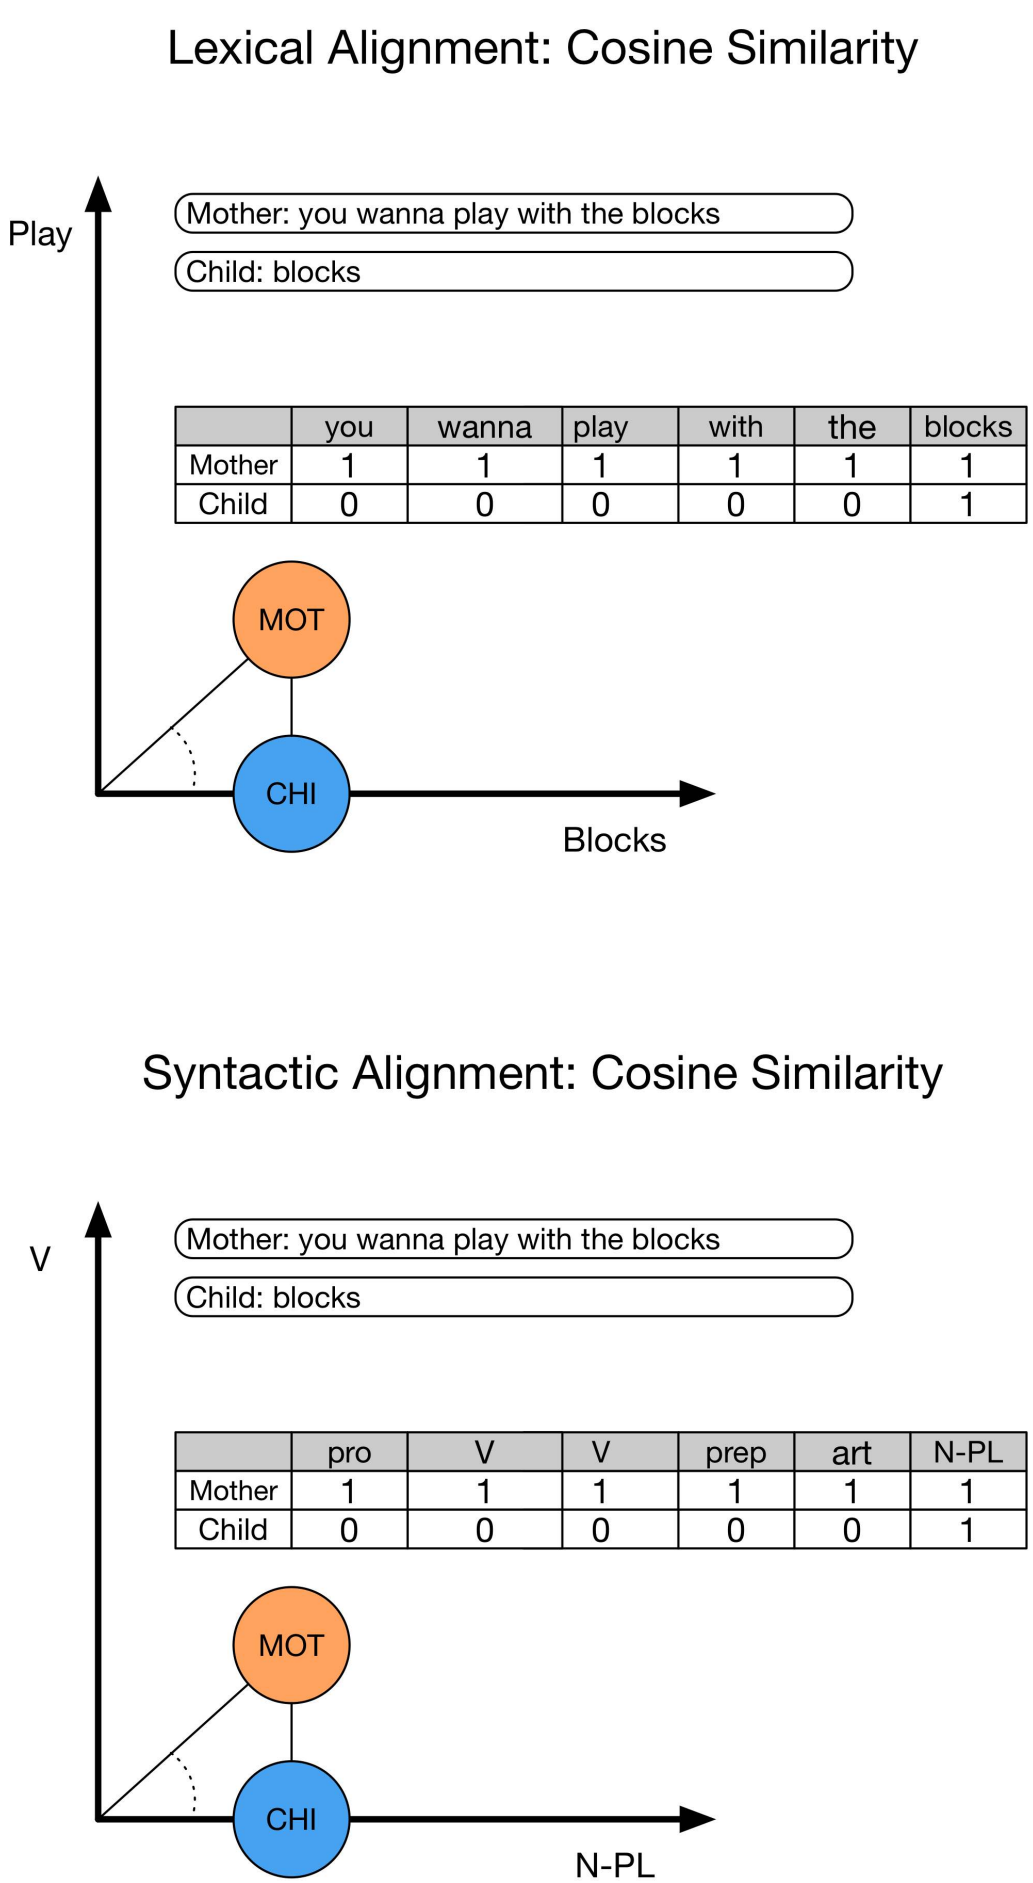 Lexical Alignment: Cosine Similarity
Play
Mother: you wanna play with the blocks
Child: blocks
you wanna play with the blocks
Mother 1 1 1 1 1 1
Child 0 0 0 0 0 1
MOT
CHI
Blocks
Syntactic Alignment: Cosine Similarity
V
Mother: you wanna play with the blocks
Child: blocks
pro V V prep art N-PL
Mother 1 1 1 1 1 1
Child 0 0 0 0 0 1
MOT
CHI
N-PL